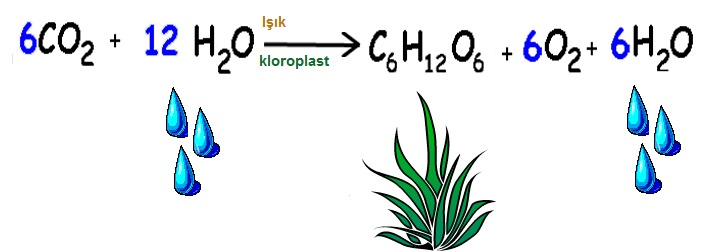 Işık
6CO₂ + 12 H₂O → C₆H₁₂O₆ + 6O₂ + 6H₂O
kloroplast